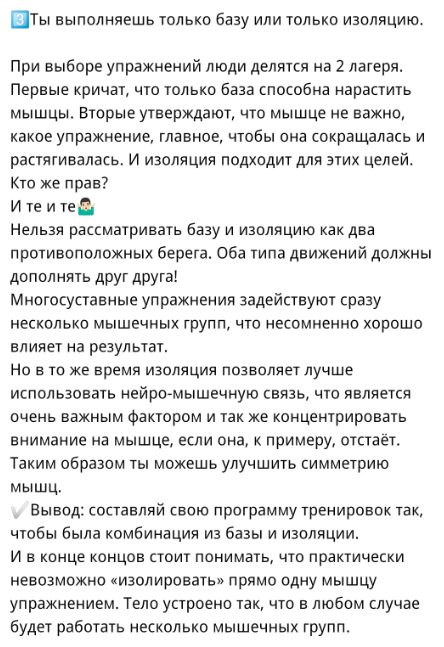 3️⃣Ты выполняешь только базу или только изоляцию.
При выборе упражнений люди делятся на 2 лагеря.
Первые кричат, что только база способна нарастить
мышцы. Вторые утверждают, что мышце не важно,
какое упражнение, главное, чтобы она сокращалась и
растягивалась. И изоляция подходит для этих целей.
Кто же прав?
И те и те🤷🏻‍♂️
Нельзя рассматривать базу и изоляцию как два
противоположных берега. Оба типа движений должны
дополнять друг друга!
Многосуставные упражнения задействуют сразу
несколько мышечных групп, что несомненно хорошо
влияет на результат.
Но в то же время изоляция позволяет лучше
использовать нейро-мышечную связь, что является
очень важным фактором и так же концентрировать
внимание на мышце, если она, к примеру, отстаёт.
Таким образом ты можешь улучшить симметрию
мышц.
✔️Вывод: составляй свою программу тренировок так,
чтобы была комбинация из базы и изоляции.
И в конце концов стоит понимать, что практически
невозможно «изолировать» прямо одну мышцу
упражнением. Тело устроено так, что в любом случае
будет работать несколько мышечных групп.